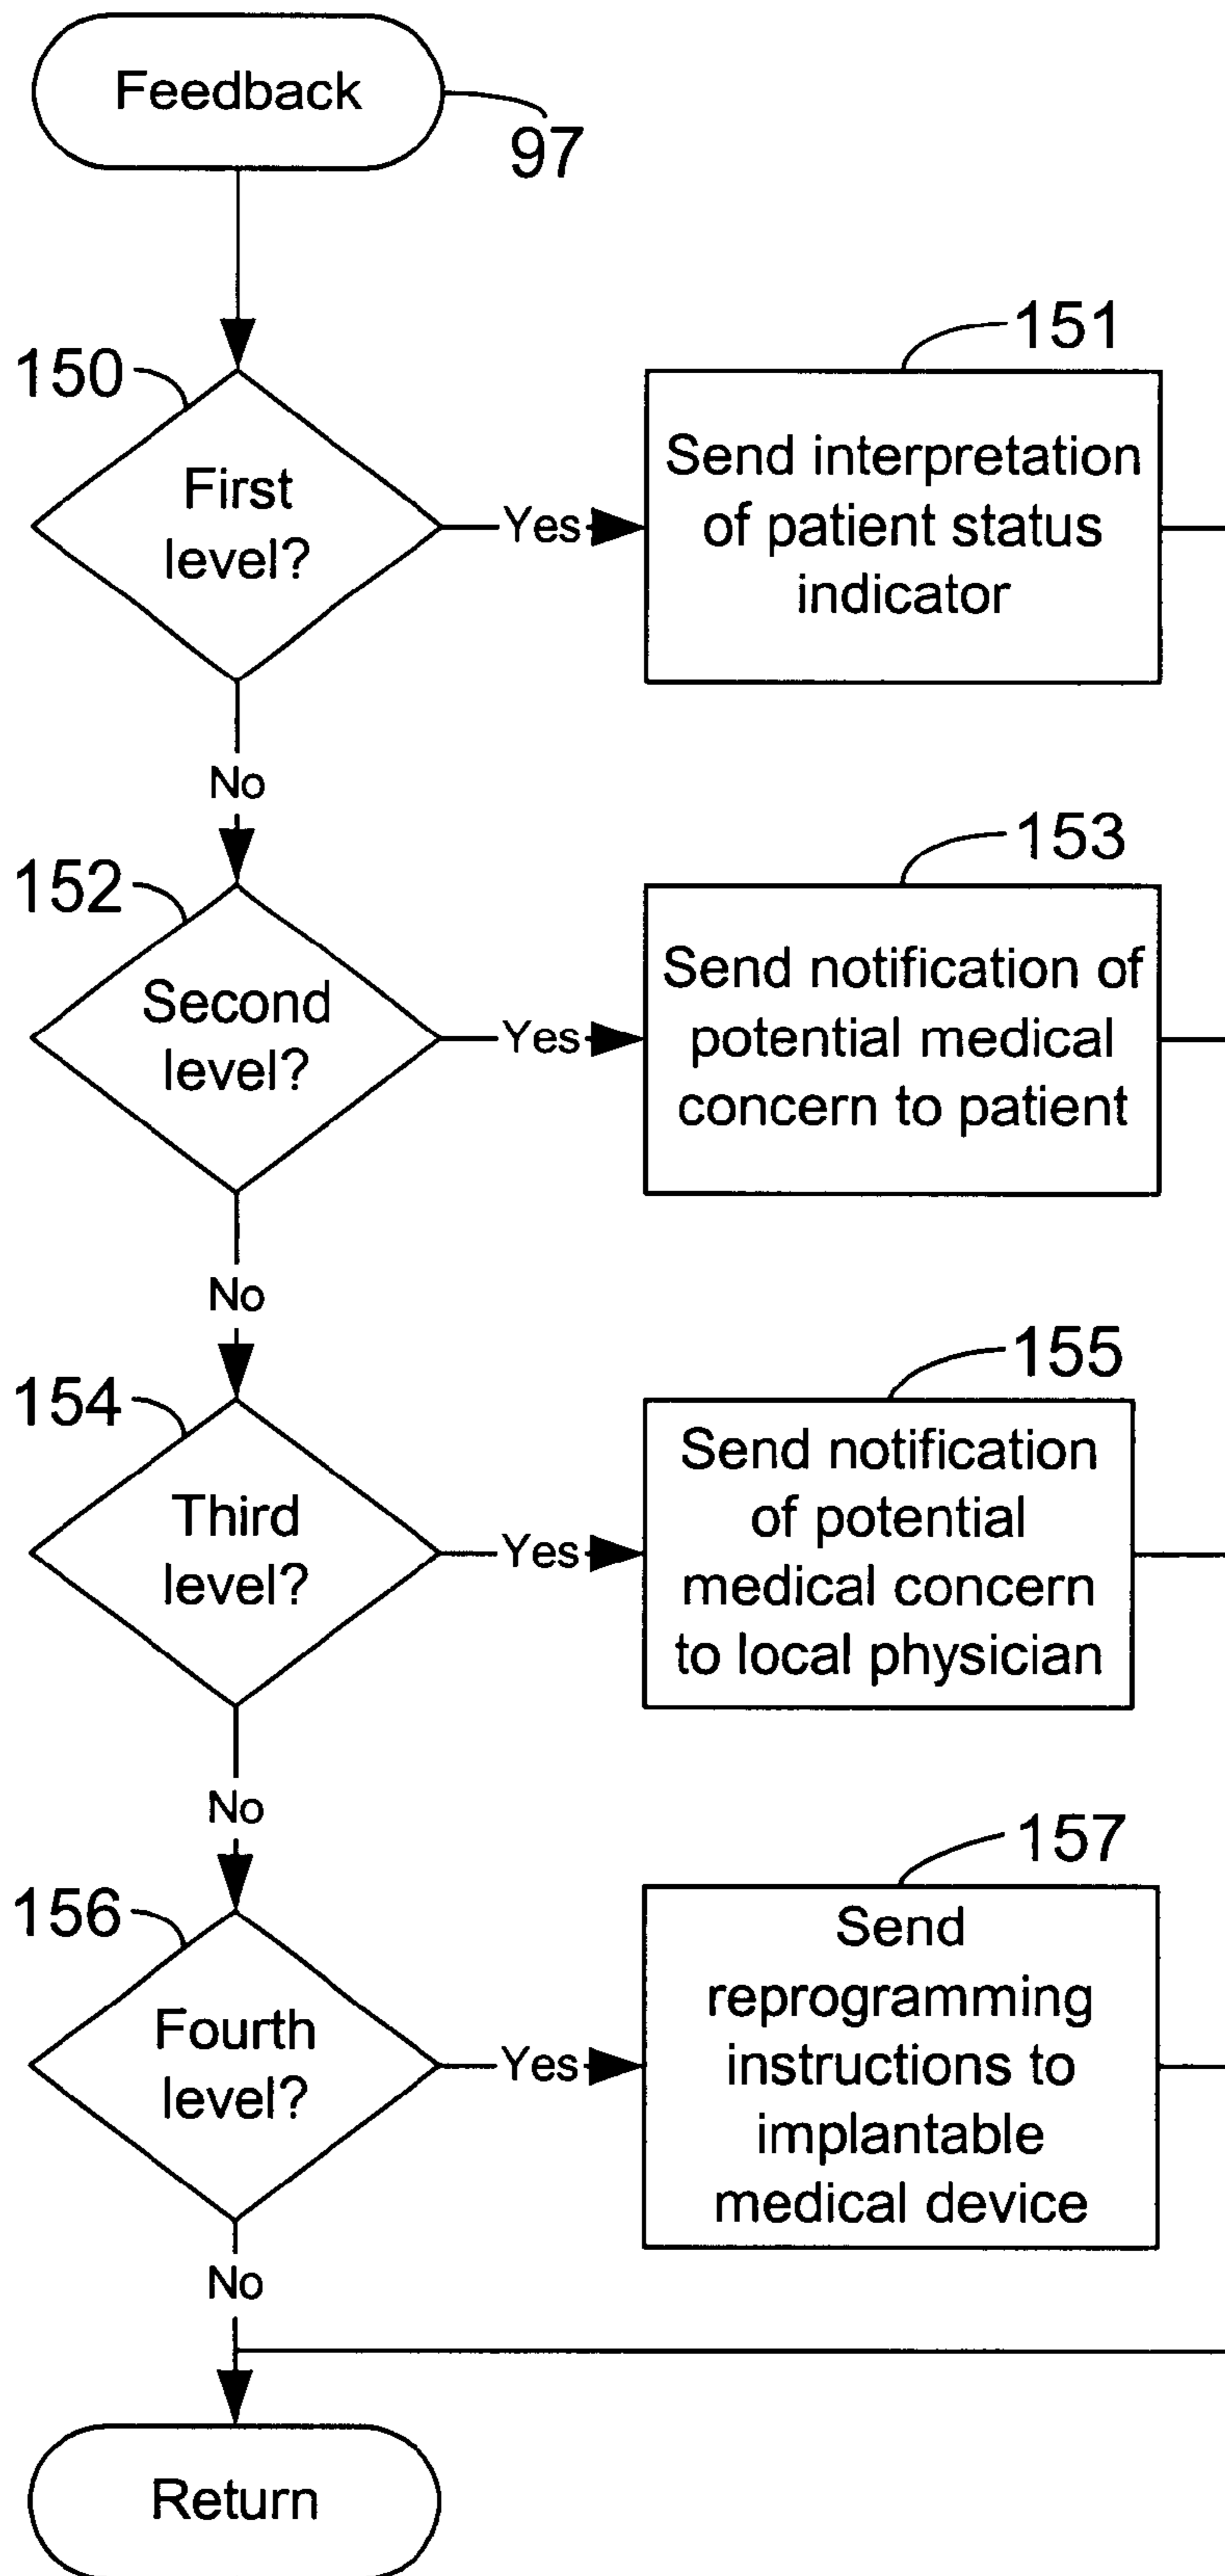 Feedback
97
150
First
level?
Yes
151
Send interpretation
of patient status
indicator
No
152
Second
level?
Yes
153
Send notification of
potential medical
concern to patient
No
154
Third
level?
Yes
155
Send notification
of potential
medical concern
to local physician
No
156
Fourth
level?
Yes
157
Send
reprogramming
instructions to
implantable
medical device
No
Return